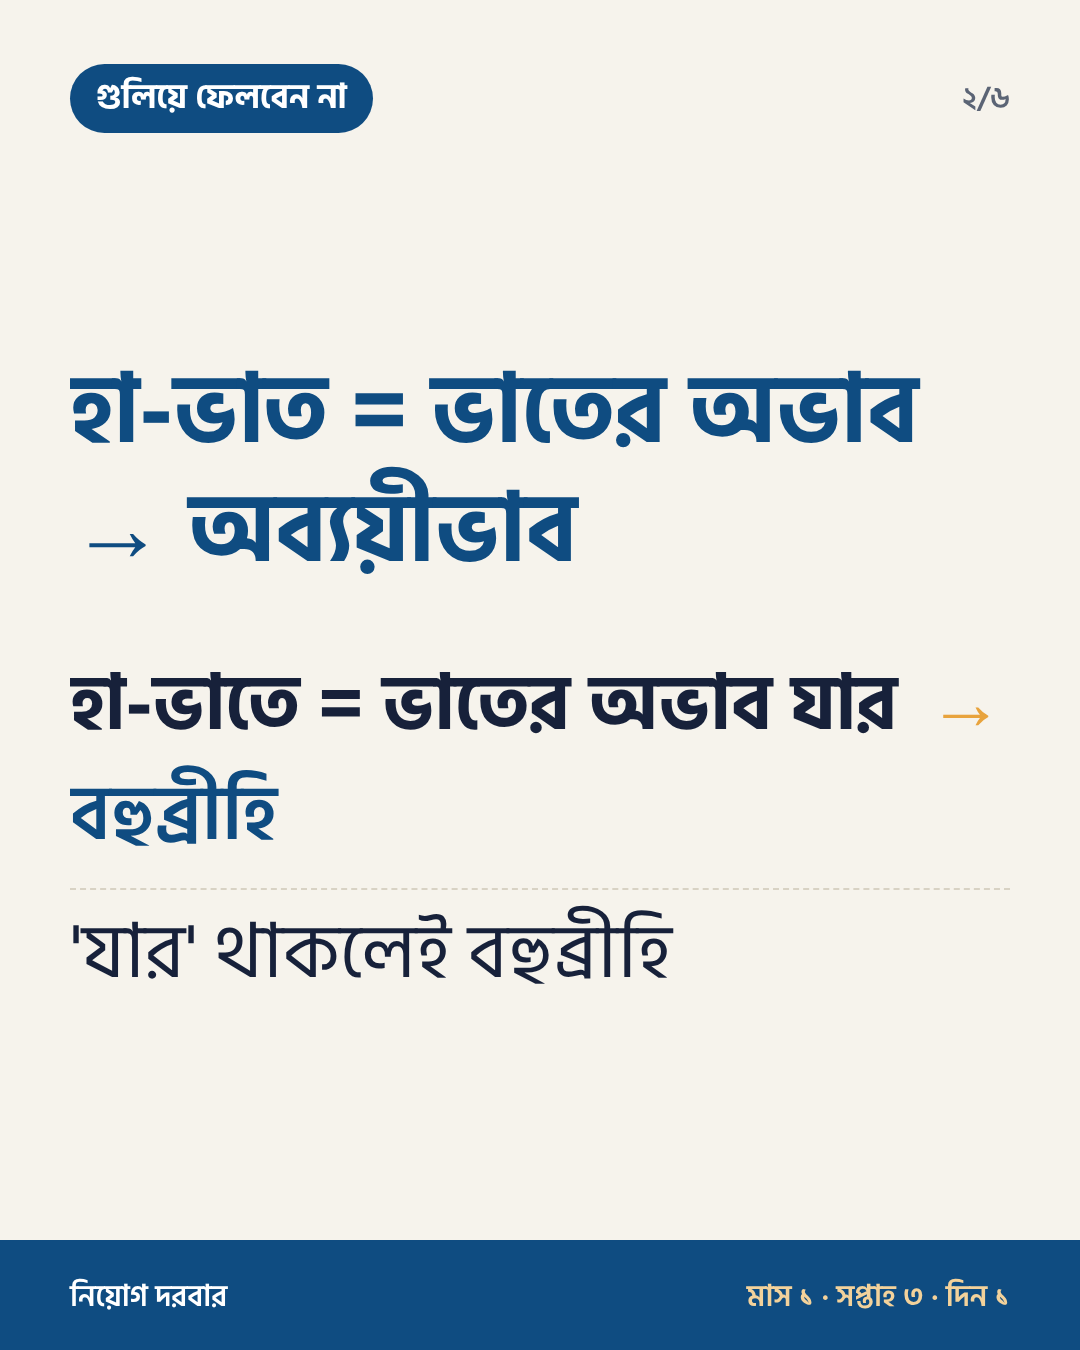 গুলিয়ে ফেলবেন না
২/৬
হা-ভাত = ভাতের অভাব
→ অব্যয়ীভাব
হা-ভাতে = ভাতের অভাব যার →
বহুব্রীহি
'যার' থাকলেই বহুব্রীহি
নিয়োগ দরবার
মাস ১ · সপ্তাহ ৩ · দিন ১